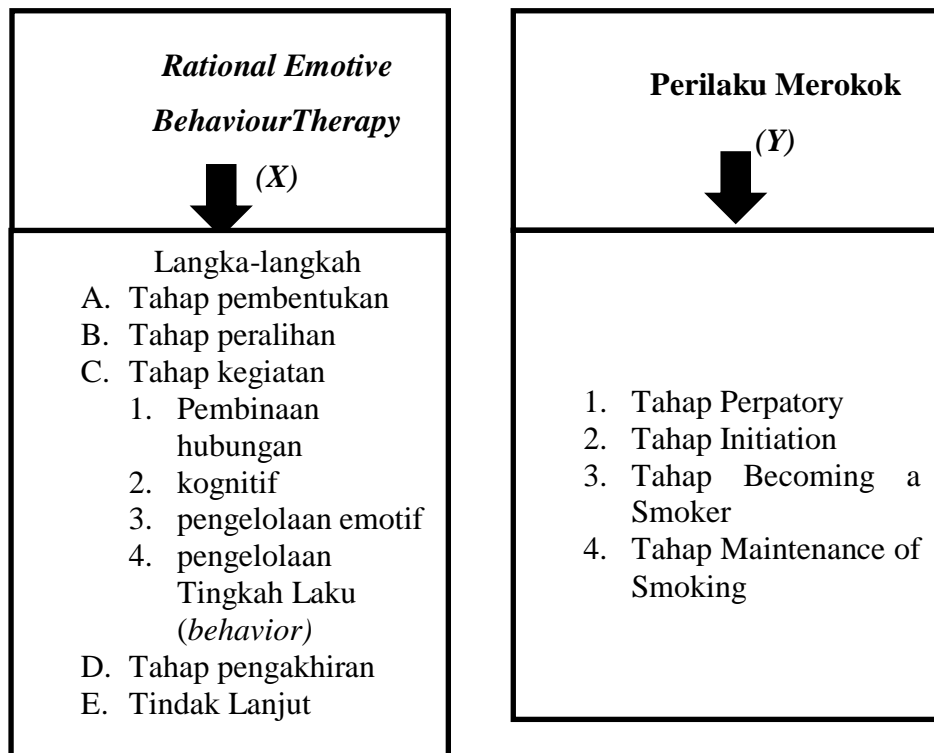 Rational Emotive
BehaviourTherapy
(X)
Langka-langkah
A. Tahap pembentukan
B. Tahap peralihan
C. Tahap kegiatan
1. Pembinaan
hubungan
2. kognitif
3. pengelolaan emotif
4. pengelolaan
Tingkah Laku
(behavior)
D. Tahap pengakhiran
E. Tindak Lanjut
Perilaku Merokok
(Y)
1. Tahap Perpatory
2. Tahap Initiation
3. Tahap Becoming a
Smoker
4. Tahap Maintenance of
Smoking